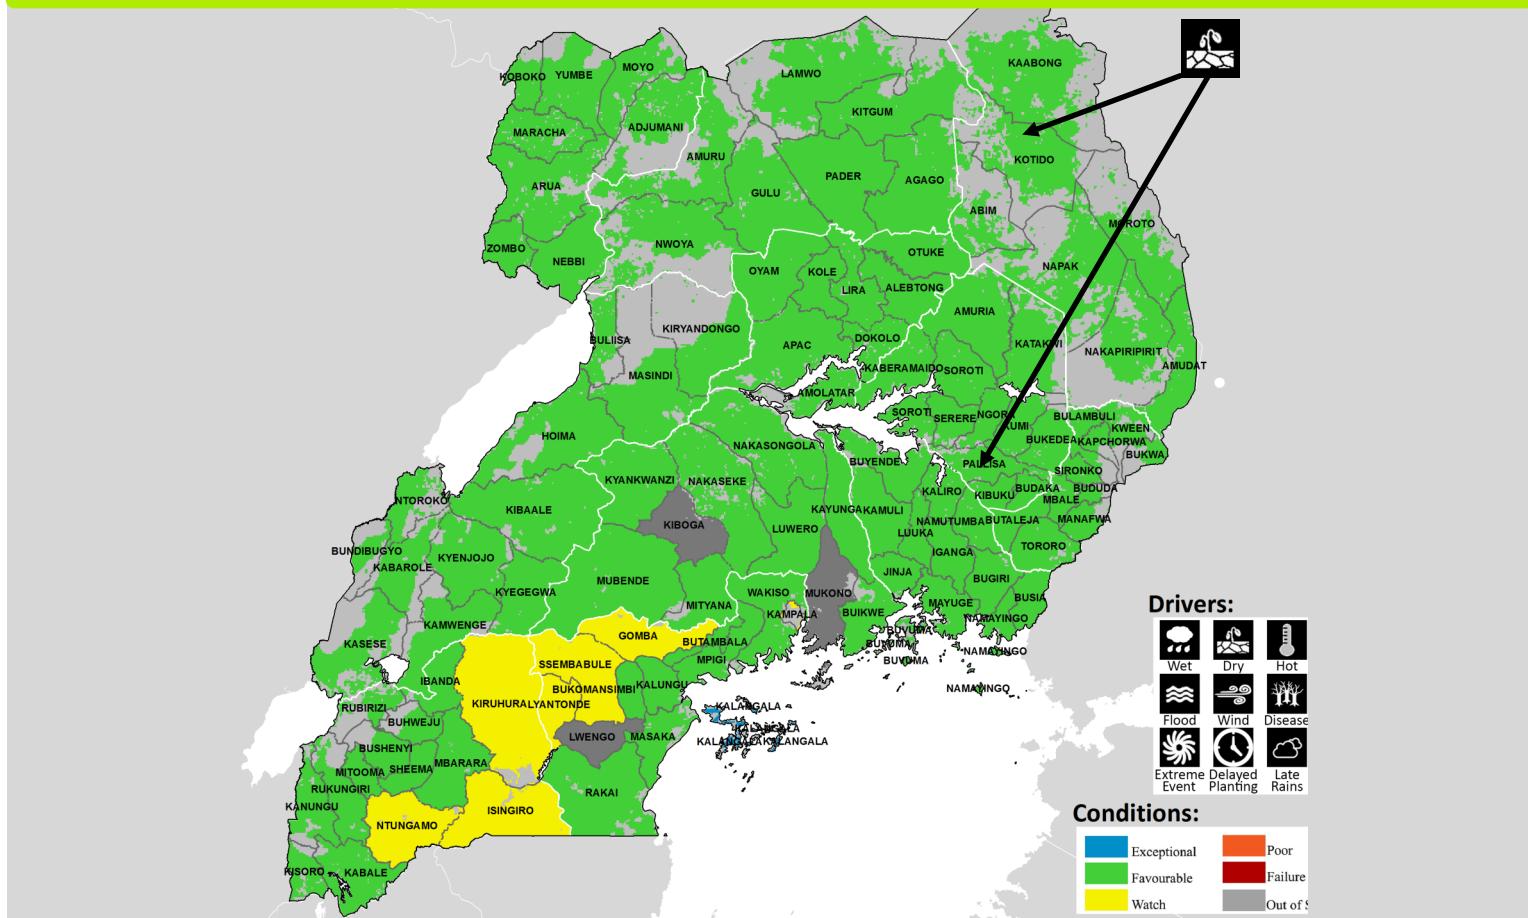 KAABONG
MOYO
LAMWO
KOBOKO
YUMBE
KITGUM
ADJUMANI
MARACHA
AMURU
KOTIDO
PADER
AGAGO
ARUA
GULU
ABIM
MOROTO
NWOYA
ZOMBO
OTUKE
NEBBI
NAPAK
OYAM
KOLE
LIRA
ALEBTONG
AMURIA
KIRYANDONGO
BULIISA
DOKOLO
APAC
KATAKWI
NAKAPIRIPIRIT
AMUDAT
KABERAMAIDO
SOROTI
MASINDI
AMOLATAR
SOROTI
SERERE
NGORA
BULAMBULI
KUMI
KWEEN
HOIMA
BUKEDEA
KAPCHORWA
NAKASONGOLA
BUKWA
BUYENDE
PALLISA
SIRONKO
KYANKWANZI
NAKASEKE
KALIRO
KIBUKU
BUDAKA
BUDUDA
MBALE
NTOROKO
KIBAALE
KAYUNGA
KAMULI
NAMUTUMBA
BUTALEJA
MANAFWA
KIBOGA
LUWERO
LUUKA
BUNDIBUGYO
KYENJOJO
IGANGA
TORORO
KABAROLE
JINJA
BUGIRI
MUBENDE
KYEGEGWA
WAKISO
MUKONO
MITYANA
MAYUGE
BUSIA
KAMPALA
BUIKWE
NAMAYINGO
KAMWENGE
BUVUMA
GOMBA
BUTAMBALA
KASESE
BUVUMA
NAMAYINGO
MPIGI
BUVUMA
SSEMBABULE
IBANDA
KALUNGU
BUKOMANSIMBI
NAMAYINGO
KIRUHURA
LYANTONDE
RUBIRIZI
KALANGALA
BUHWEJU
KALANGALA
LWENGO
MASAKA
KALANGALA
KALANGALA
BUSHENYI
MBARARA
MITOOMA
SHEEMA
RUKUNGIRI
RAKAI
KANUNGU
ISINGIRO
NTUNGAMO
KISORO
KABALE
Drivers:
Wet
Dry
Hot
Flood
Wind
Disease
Extreme Delayed Late
Event Planting Rains
Conditions:
Exceptional
Poor
Favourable
Failure
Watch
Out of S